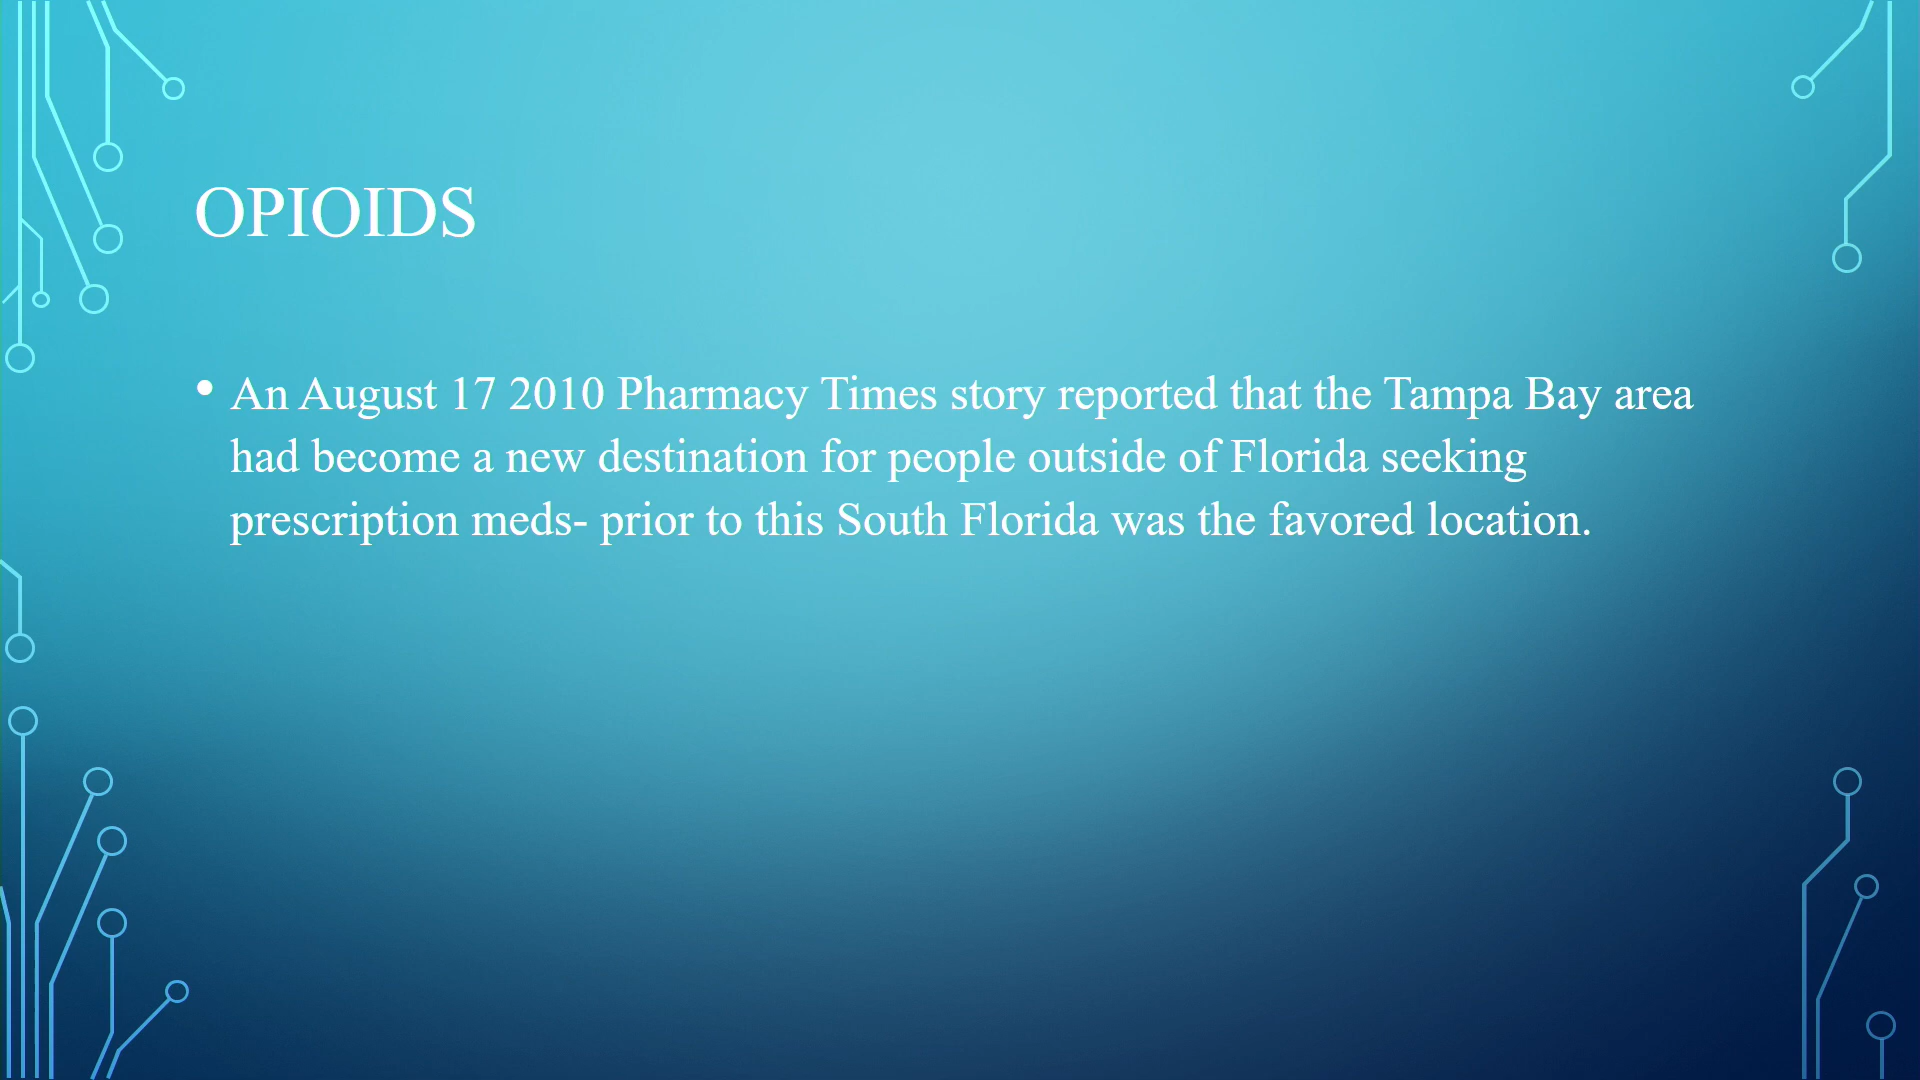 OPIOIDS
• An August 17 2010 Pharmacy Times story reported that the Tampa Bay area
had become a new destination for people outside of Florida seeking
prescription meds- prior to this South Florida was the favored location.